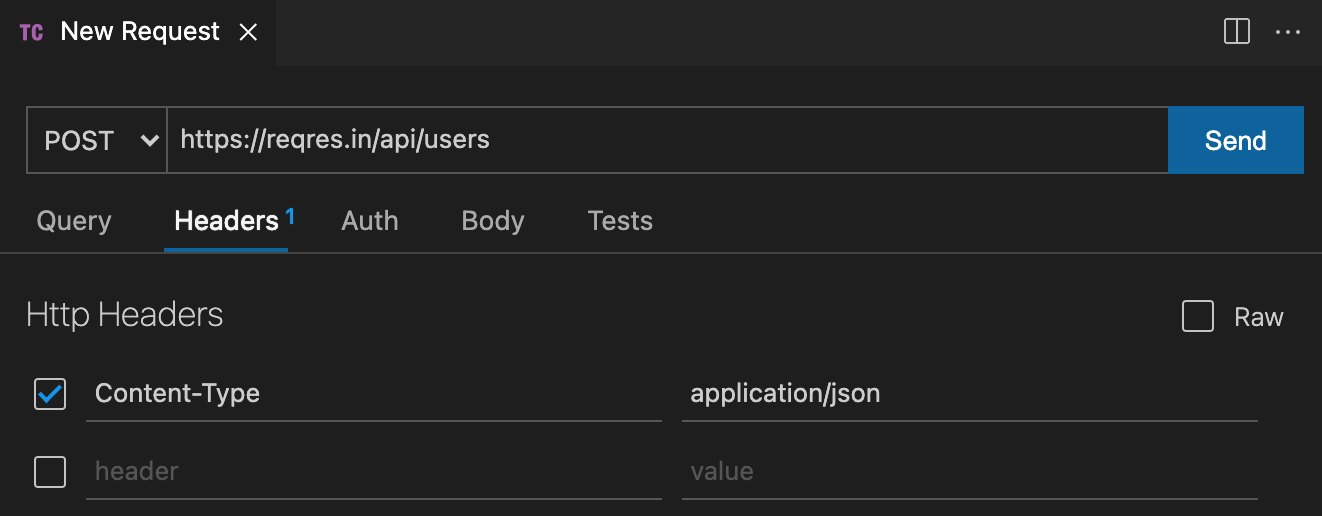 TC New Request
POST https://reqres.in/api/users Send
Query Headers 1 Auth Body Tests
Http Headers Raw
Content-Type application/json
header value